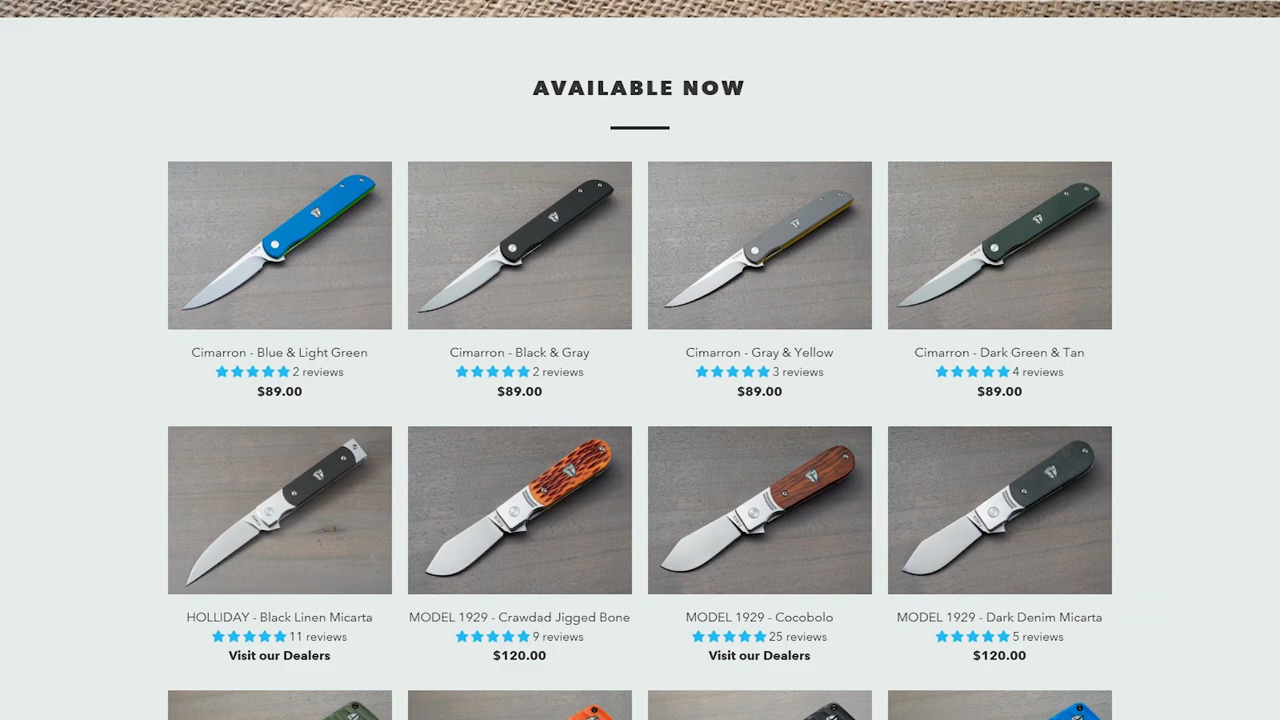 AVAILABLE NOW
Cimarron - Blue & Light Green
2 reviews
$89.00
Cimarron - Black & Gray
2 reviews
$89.00
Cimarron - Gray & Yellow
3 reviews
$89.00
Cimarron - Dark Green & Tan
4 reviews
$89.00
HOLLIDAY - Black Linen Micarta
11 reviews
Visit our Dealers
MODEL 1929 - Crawdad Jigged Bone
9 reviews
$120.00
MODEL 1929 - Cocobolo
25 reviews
Visit our Dealers
MODEL 1929 - Dark Denim Micarta
5 reviews
$120.00